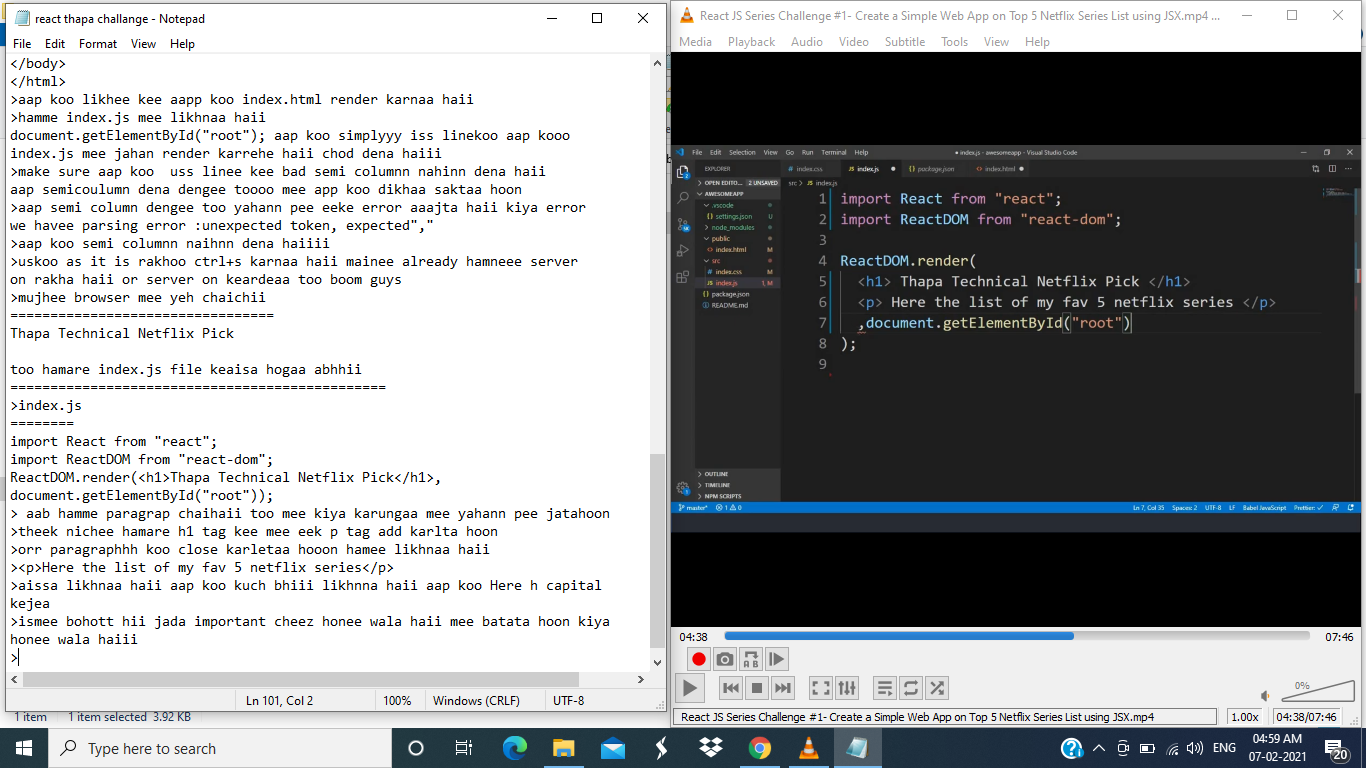 react thapa challange - Notepad
File Edit Format View Help
</body>
</html>
>aap koo likhee kee aapp koo index.html render karnaa haii
>hamme index.js mee likhnaa haii
document.getElementById("root"); aap koo simplyyy iss linekoo aap kooo
index.js mee jahan render karrehe haii chod dena haiii
>make sure aap koo  uss linee kee bad semi columnn nahinn dena haii
aap semicoulumn dena dengee toooo mee app koo dikhaa saktaa hoon
>aap semi column dengee too yahann pee eeke error aaajta haii kiya error
we havee parsing error :unexpected token, expected","
>aap koo semi columnn naihnn dena haiiii
>uskoo as it is rakhoo ctrl+s karnaa haii mainee already hamneee server
on rakha haii or server on keardeaa too boom guys
>mujhee browser mee yeh chaichii
=================================
Thapa Technical Netflix Pick
too hamare index.js file keaisa hogaa abhhii
===============================================
>index.js
========
import React from "react";
import ReactDOM from "react-dom";
ReactDOM.render(<h1>Thapa Technical Netflix Pick</h1>,
document.getElementById("root"));
> aab hamme paragrap chaihaii too mee kiya karungaa mee yahann pee jatahoon
>theek nichee hamare h1 tag kee mee eek p tag add karlta hoon
>orr paragraphhh koo close karletaa hooon hamee likhnaa haii
><p>Here the list of my fav 5 netflix series</p>
>aissa likhnaa haii aap koo kuch bhiii likhnna haii aap koo Here h capital
kejea
>ismee bohott hii jada important cheez honee wala haii mee batata hoon kiya
honee wala haiii
>
Ln 101, Col 2 100% Windows (CRLF) UTF-8
1 item 1 item selected 3.92 KB
React JS Series Challenge #1- Create a Simple Web App on Top 5 Netflix Series List using JSX.mp4 ...
Media Playback Audio Video Subtitle Tools View Help
File Edit Selection View Go Run Terminal Help ● index.js - awesomeapp - Visual Studio Code
EXPLORER
index.css JS index.js ● package.json index.html ●
OPEN EDITO... 2 UNSAVED
src > JS index.js
AWESOMEAPP
.vscode
settings.json U
node_modules
public
index.html M
src
index.css M
JS index.js 1, M
package.json
README.md
OUTLINE
TIMELINE
NPM SCRIPTS
1 import React from "react";
2 import ReactDOM from "react-dom";
3
4 ReactDOM.render(
5 <h1> Thapa Technical Netflix Pick </h1>
6 <p> Here the list of my fav 5 netflix series </p>
7 ,document.getElementById("root")
8 );
9
master* 1 0 Ln 7, Col 35 Spaces: 2 UTF-8 LF Babel JavaScript Prettier: ✓
04:38 07:46
A B
0%
React JS Series Challenge #1- Create a Simple Web App on Top 5 Netflix Series List using JSX.mp4 1.00x 04:38/07:46
Type here to search
ENG
04:59 AM
07-02-2021
20